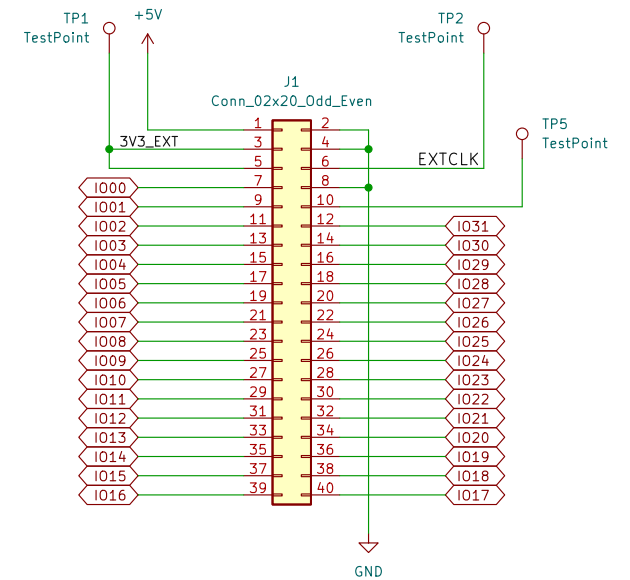 TP1
TestPoint
+5V
TP2
TestPoint
J1
Conn_02x20_Odd_Even
TP5
TestPoint
1 2
3V3_EXT 3 4
5 6 EXTCLK
IO00 7 8
IO01 9 10
IO02 11 12 IO31
IO03 13 14 IO30
IO04 15 16 IO29
IO05 17 18 IO28
IO06 19 20 IO27
IO07 21 22 IO26
IO08 23 24 IO25
IO09 25 26 IO24
IO10 27 28 IO23
IO11 29 30 IO22
IO12 31 32 IO21
IO13 33 34 IO20
IO14 35 36 IO19
IO15 37 38 IO18
IO16 39 40 IO17
GND